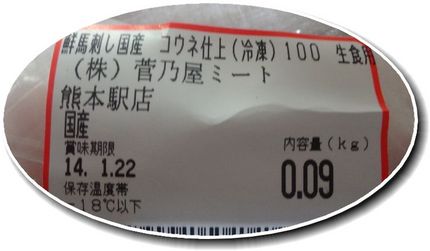 鮮馬刺し国産 コウネ仕上(冷凍)100 生食用
(株)菅乃屋ミート
熊本駅店
国産
賞味期限
14. 1.22
内容量(kg)
0.09
保存温度帯
-18℃以下